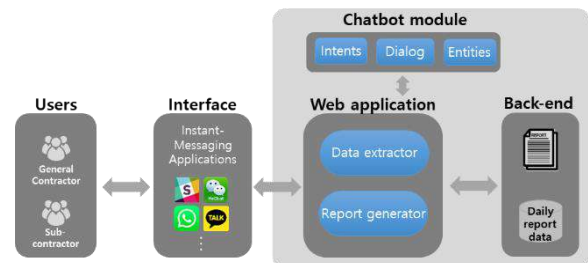 Chatbot module
Intents
Dialog
Entities
Users
Interface
Web application
Back-end
General
Contractor
Sub-
contractor
Instant-
Messaging
Applications
WeChat
TALK
Data extractor
Report generator
REPORT
Daily
report
data